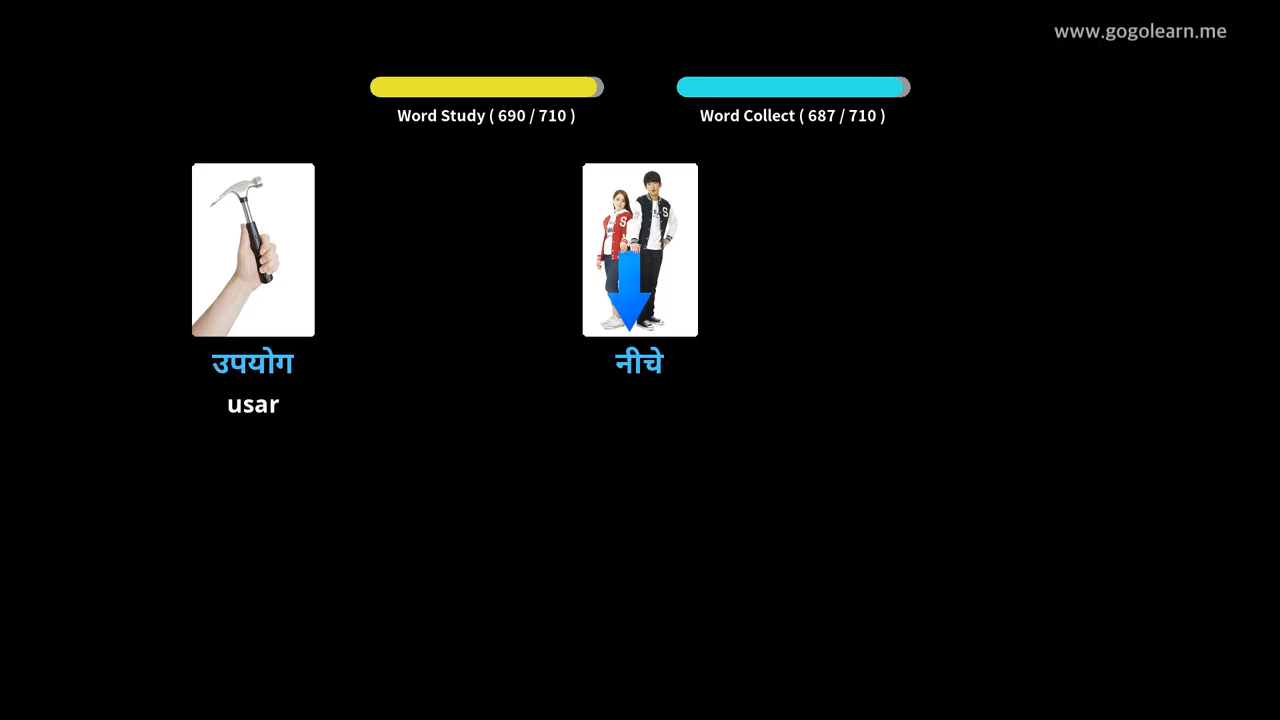 www.gogolearn.me
Word Study ( 690 / 710 )
Word Collect ( 687 / 710 )
S
S
उपयोग
नीचे
usar